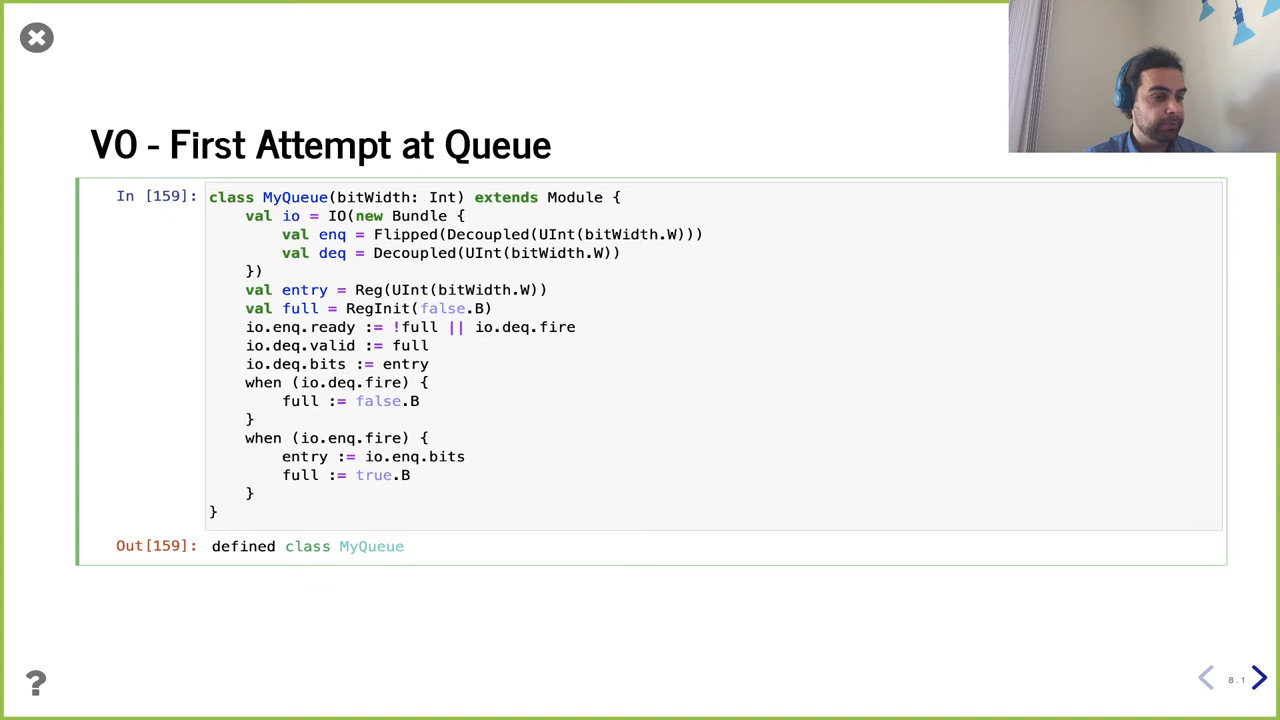 V0 - First Attempt at Queue
In [159]: class MyQueue(bitWidth: Int) extends Module {
    val io = IO(new Bundle {
        val enq = Flipped(Decoupled(UInt(bitWidth.W)))
        val deq = Decoupled(UInt(bitWidth.W))
    })
    val entry = Reg(UInt(bitWidth.W))
    val full = RegInit(false.B)
    io.enq.ready := !full || io.deq.fire
    io.deq.valid := full
    io.deq.bits := entry
    when (io.deq.fire) {
        full := false.B
    }
    when (io.enq.fire) {
        entry := io.enq.bits
        full := true.B
    }
}
Out[159]: defined class MyQueue
?
8.1